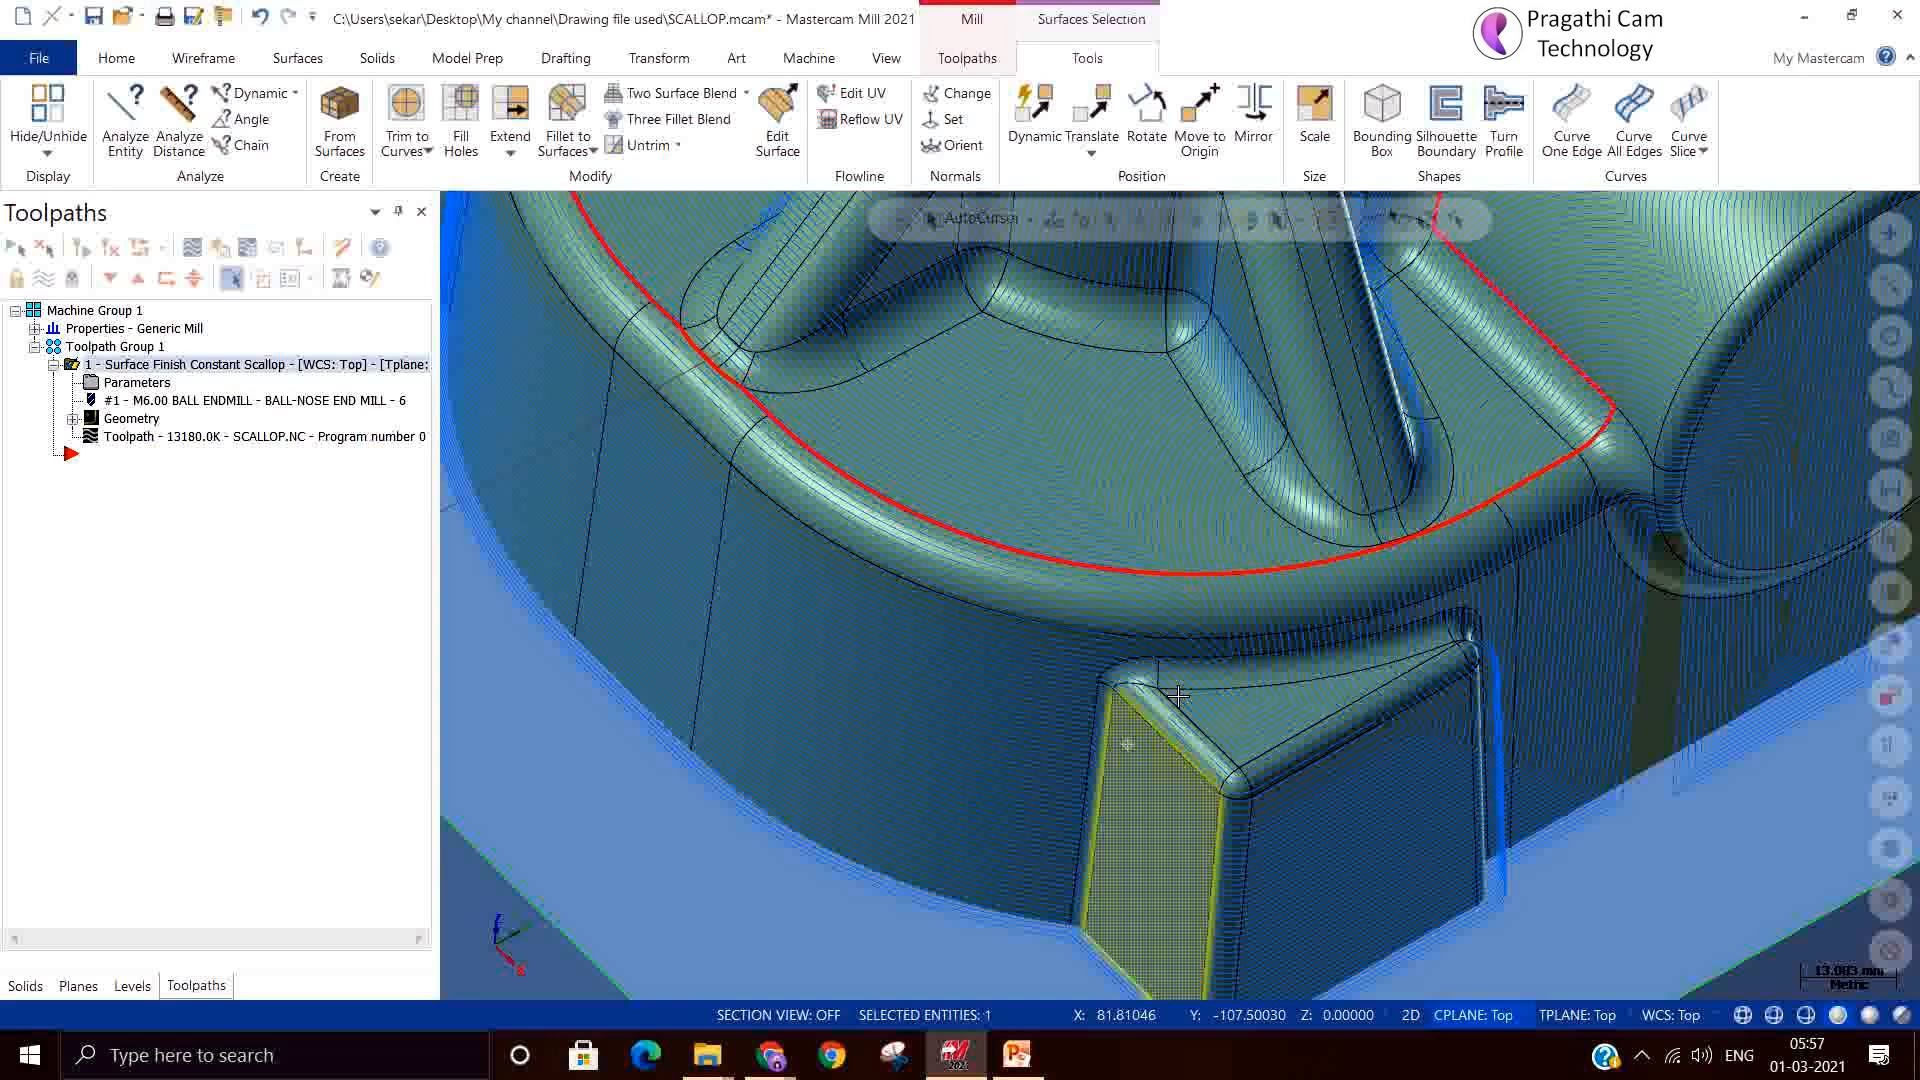 C:\Users\sekar\Desktop\My channel\Drawing file used\SCALLOP.mcam* - Mastercam Mill 2021
Mill
Surfaces Selection
Pragathi Cam
Technology
File
Home
Wireframe
Surfaces
Solids
Model Prep
Drafting
Transform
Art
Machine
View
Toolpaths
Tools
My Mastercam
Hide/Unhide
Display
Analyze
Entity
Analyze
Distance
Dynamic
Angle
Chain
Analyze
From
Surfaces
Create
Trim to
Curves
Fill
Holes
Extend
Fillet to
Surfaces
Two Surface Blend
Three Fillet Blend
Untrim
Edit
Surface
Modify
Edit UV
Reflow UV
Flowline
Change
Set
Orient
Normals
Dynamic
Translate
Rotate
Move to
Origin
Mirror
Position
Scale
Size
Bounding
Box
Silhouette
Boundary
Turn
Profile
Shapes
Curve
One Edge
Curve
All Edges
Curve
Slice
Curves
Toolpaths
AutoCursor
Machine Group 1
Properties - Generic Mill
Toolpath Group 1
1 - Surface Finish Constant Scallop - [WCS: Top] - [Tplane:
Parameters
#1 - M6.00 BALL ENDMILL - BALL-NOSE END MILL - 6
Geometry
Toolpath - 13180.0K - SCALLOP.NC - Program number 0
Z
X
13.083 mm
Metric
Solids
Planes
Levels
Toolpaths
SECTION VIEW: OFF
SELECTED ENTITIES: 1
X: 81.81046
Y: -107.50030
Z: 0.00000
2D
CPLANE: Top
TPLANE: Top
WCS: Top
Type here to search
2021
ENG
05:57
01-03-2021